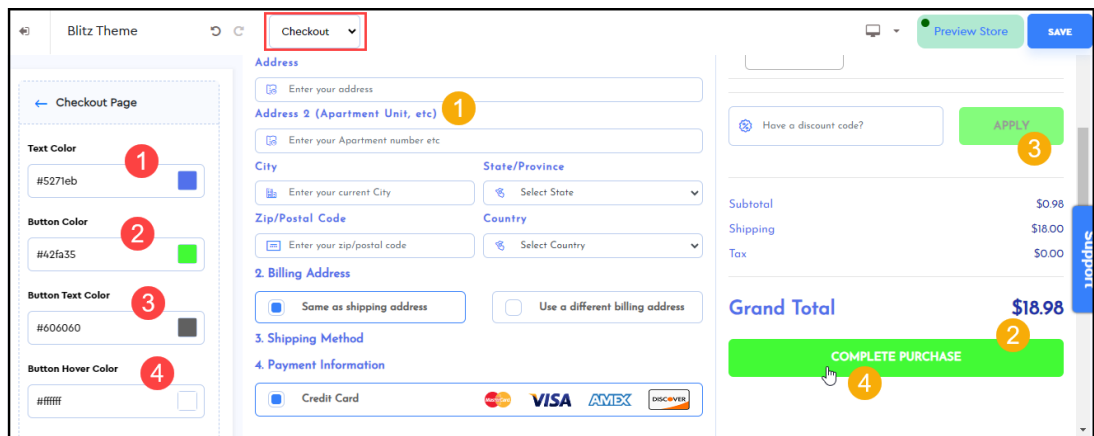 Blitz Theme
Checkout
Preview Store
SAVE
Checkout Page
Text Color
1
#5271eb
Button Color
2
#42fa35
Button Text Color
3
#606060
Button Hover Color
4
#ffffff
Address
Enter your address
Address 2 (Apartment Unit, etc)
1
Enter your Apartment number etc
City
State/Province
Enter your current City
Select State
Zip/Postal Code
Country
Enter your zip/postal code
Select Country
2. Billing Address
Same as shipping address
Use a different billing address
3. Shipping Method
4. Payment Information
Credit Card
MasterCard
VISA
AMEX
DISCOVER
Have a discount code?
APPLY
3
Subtotal $0.98
Shipping $18.00
Tax $0.00
Grand Total $18.98
2
COMPLETE PURCHASE
4
Support